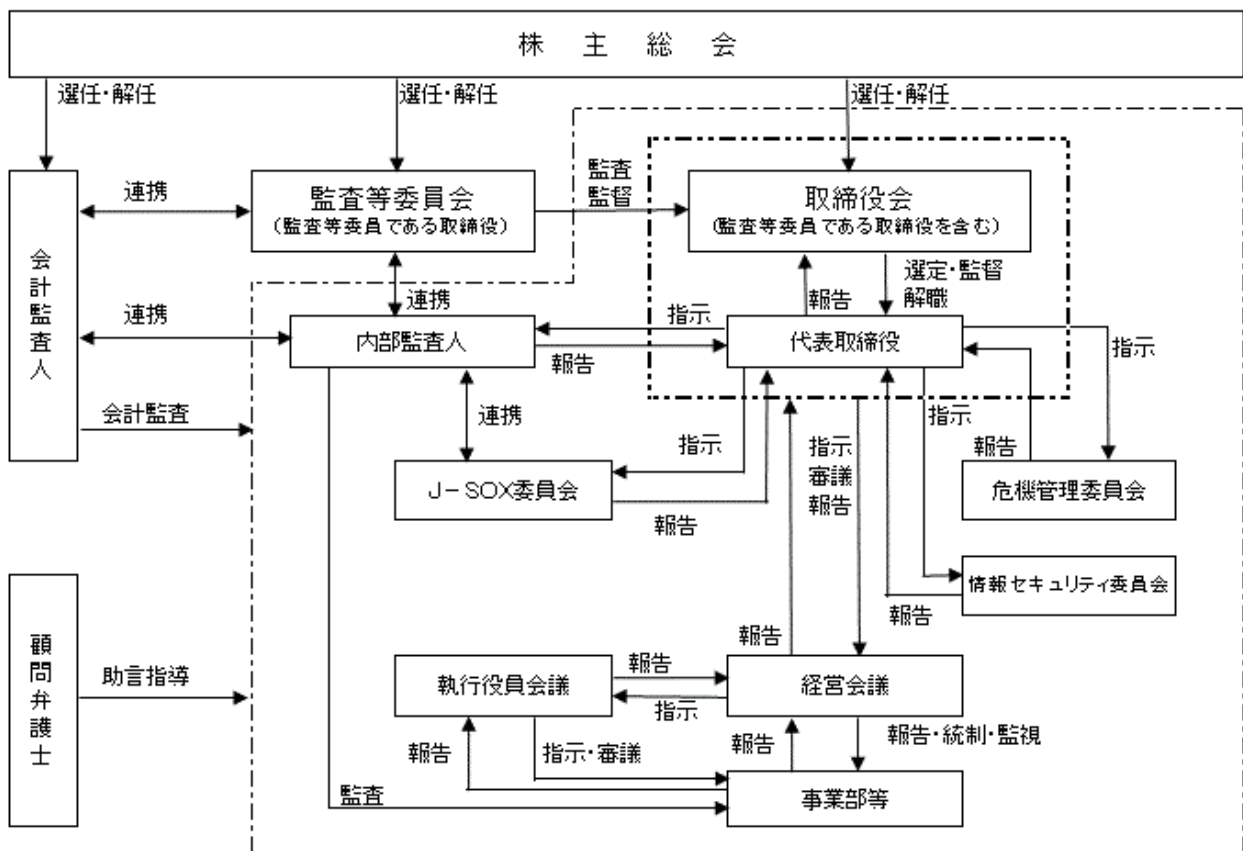 株主総会
選任・解任
選任・解任
選任・解任
監査
監督
会計監査人
連携
監査等委員会
(監査等委員である取締役)
取締役会
(監査等委員である取締役を含む)
連携
報告
選定・監督
解職
連携
指示
内部監査人
代表取締役
報告
指示
会計監査
連携
指示
指示
審議
報告
指示
報告
J-SOX委員会
危機管理委員会
報告
情報セキュリティ委員会
報告
顧問弁護士
助言指導
報告
報告
執行役員会議
経営会議
指示
報告
指示・審議
報告
報告・統制・監視
監査
事業部等